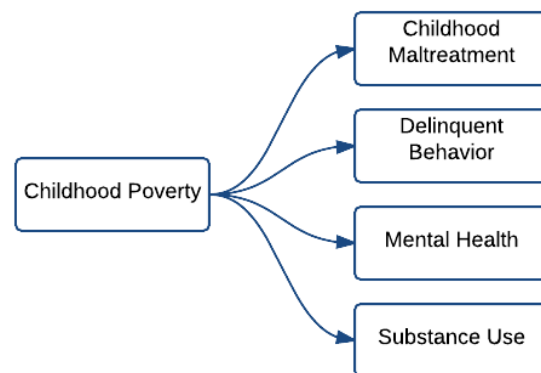 Childhood
Maltreatment
Delinquent
Behavior
Childhood Poverty
Mental Health
Substance Use